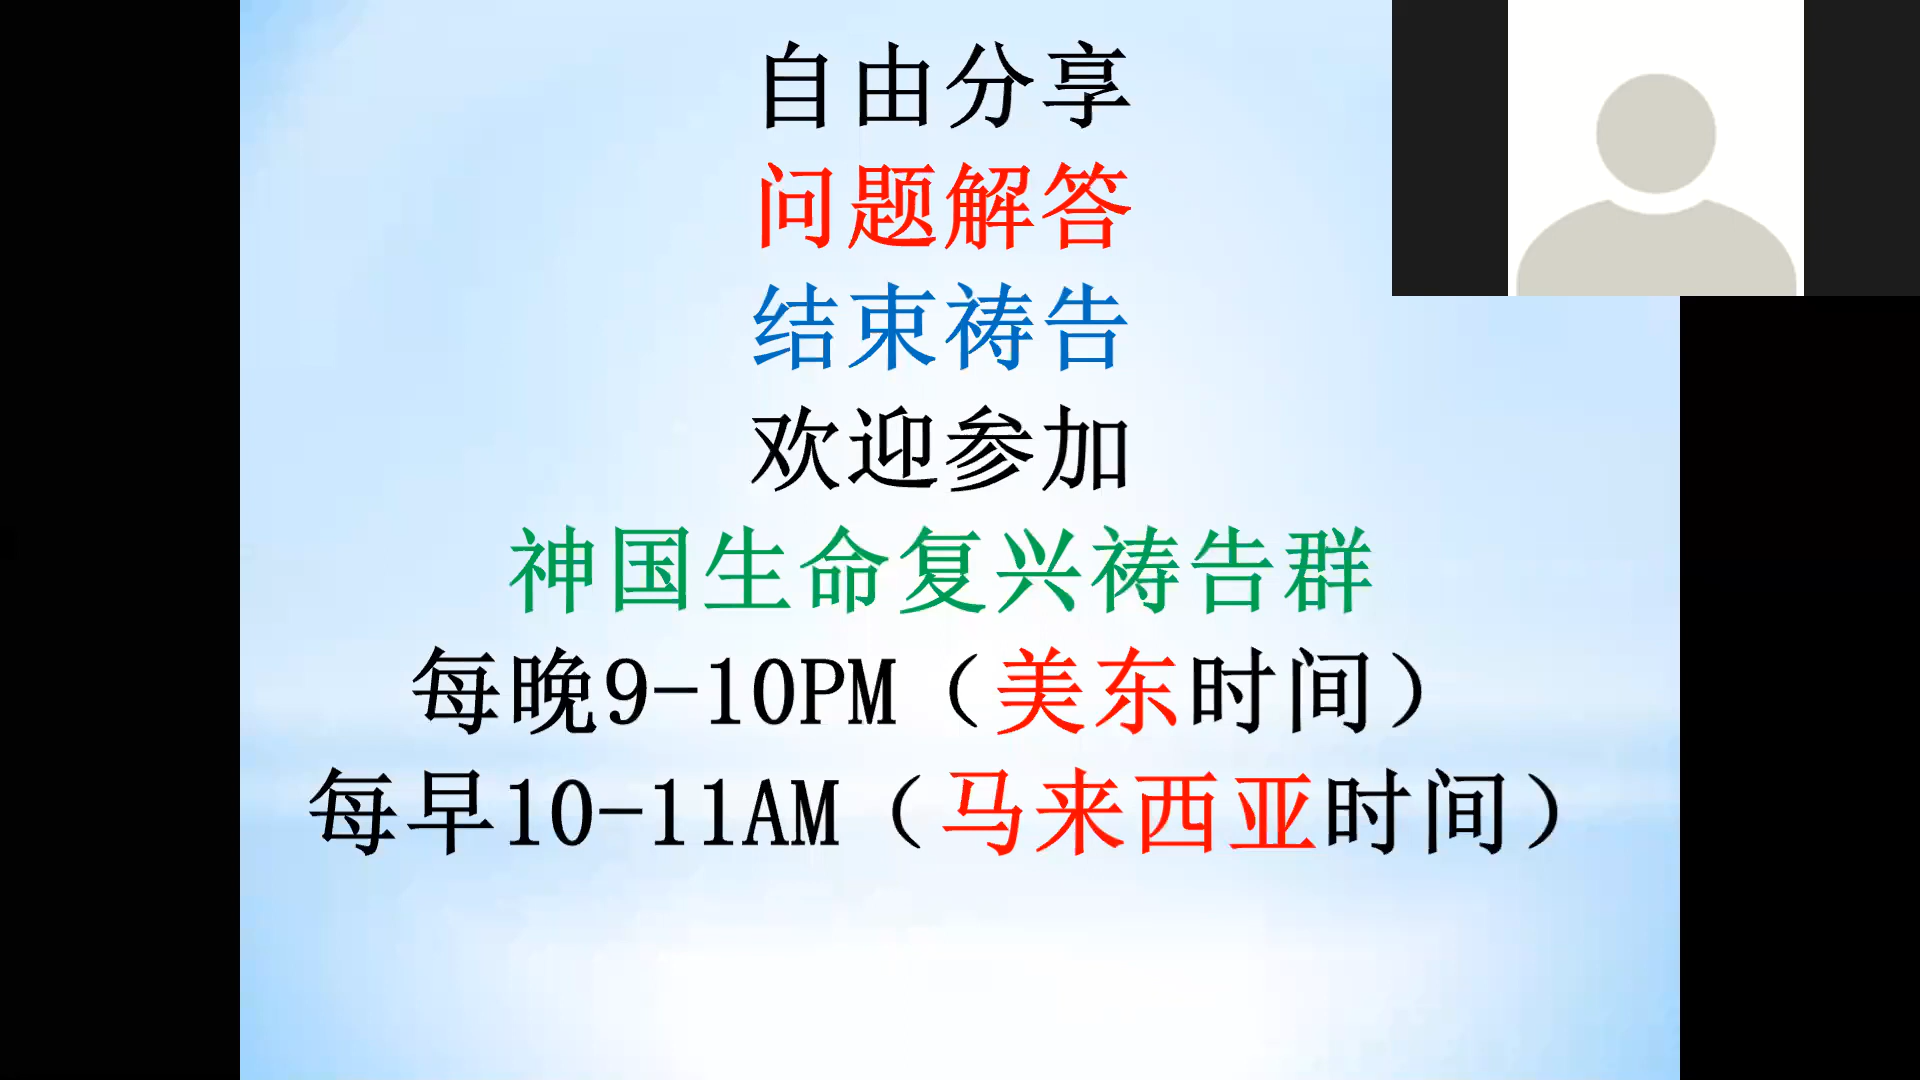 自由分享
问题解答
结束祷告
欢迎参加
神国生命复兴祷告群
每晚9-10PM（美东时间）
每早10-11AM（马来西亚时间）